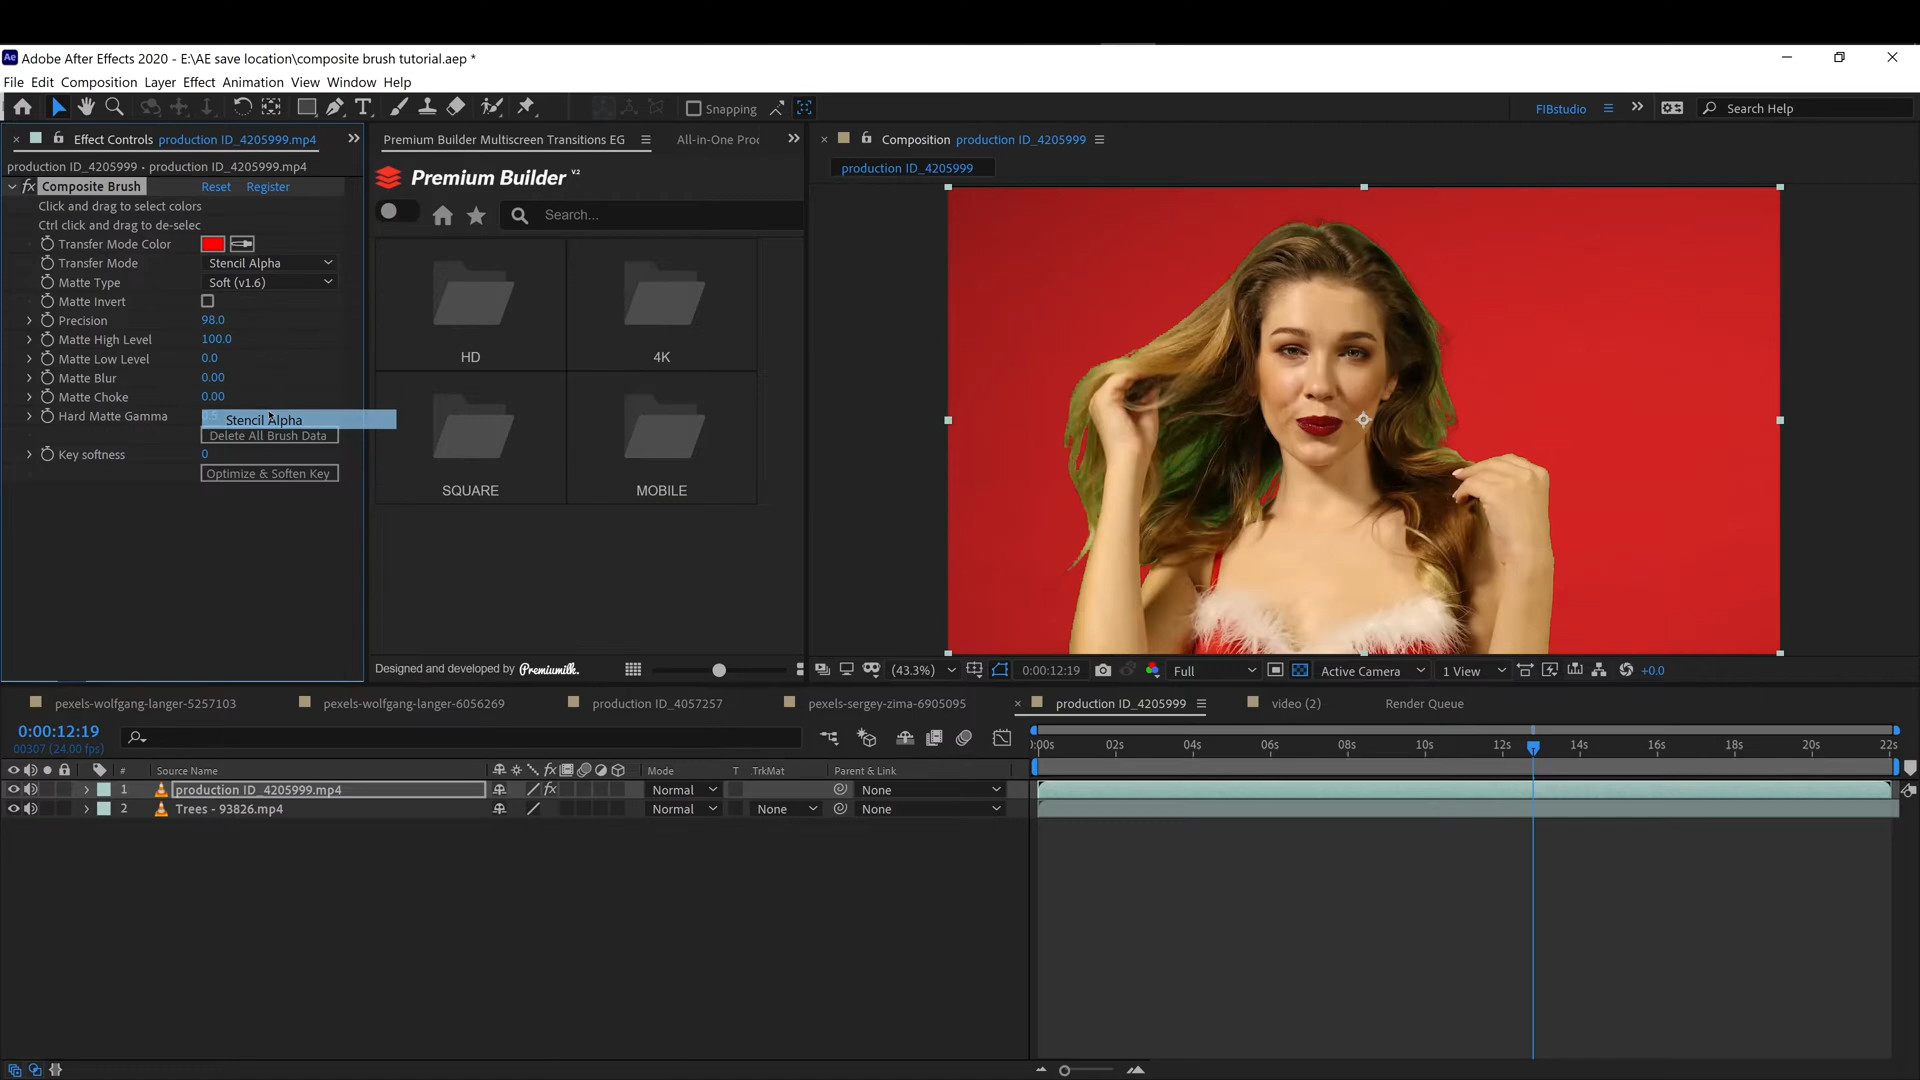 Adobe After Effects 2020 - E:\AE save location\composite brush tutorial.aep *
File Edit Composition Layer Effect Animation View Window Help
Snapping
FIBstudio
Search Help
Effect Controls production ID_4205999.mp4
production ID_4205999 • production ID_4205999.mp4
fx Composite Brush Reset Register
Click and drag to select colors
Ctrl click and drag to de-selec
Transfer Mode Color
Transfer Mode Stencil Alpha
Matte Type Soft (v1.6)
Matte Invert
Precision 98.0
Matte High Level 100.0
Matte Low Level 0.0
Matte Blur 0.00
Matte Choke 0.00
Hard Matte Gamma
Stencil Alpha
Delete All Brush Data
Key softness 0
Optimize & Soften Key
Premium Builder Multiscreen Transitions EG
All-in-One Proc
Premium Builder V2
Search...
HD
4K
SQUARE
MOBILE
Designed and developed by Premiumilk.
Composition production ID_4205999
production ID_4205999
(43.3%) 0:00:12:19 Full Active Camera 1 View +0.0
pexels-wolfgang-langer-5257103
pexels-wolfgang-langer-6056269
production ID_4057257
pexels-sergey-zima-6905095
production ID_4205999
video (2)
Render Queue
0:00:12:19
00307 (24.00 fps)
# Source Name fx Mode T .TrkMat Parent & Link
1 production ID_4205999.mp4 fx Normal None
2 Trees - 93826.mp4 Normal None None
):00s 02s 04s 06s 08s 10s 12s 14s 16s 18s 20s 22s